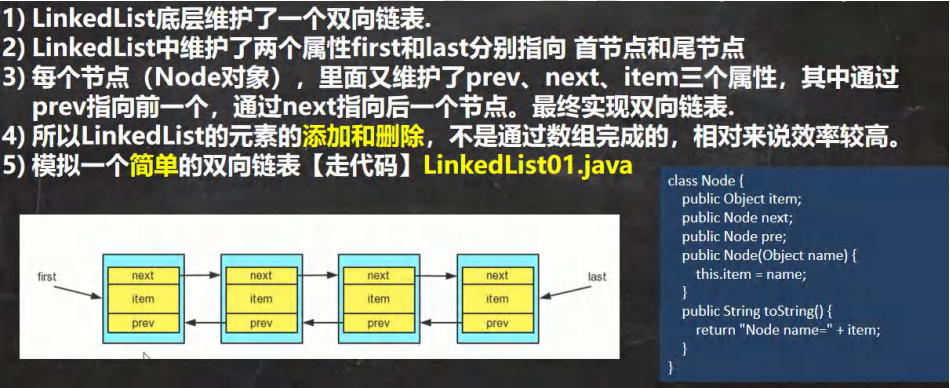 1) LinkedList底层维护了一个双向链表.
2) LinkedList中维护了两个属性first和last分别指向 首节点和尾节点
3) 每个节点（Node对象），里面又维护了prev、next、item三个属性，其中通过
prev指向前一个，通过next指向后一个节点。最终实现双向链表.
4) 所以LinkedList的元素的添加和删除，不是通过数组完成的，相对来说效率较高。
5) 模拟一个简单的双向链表【走代码】LinkedList01.java
first
next
item
prev
next
item
prev
next
item
prev
next
item
prev
last
class Node {
public Object item;
public Node next;
public Node pre;
public Node(Object name) {
this.item = name;
}
public String toString() {
return "Node name=" + item;
}
}